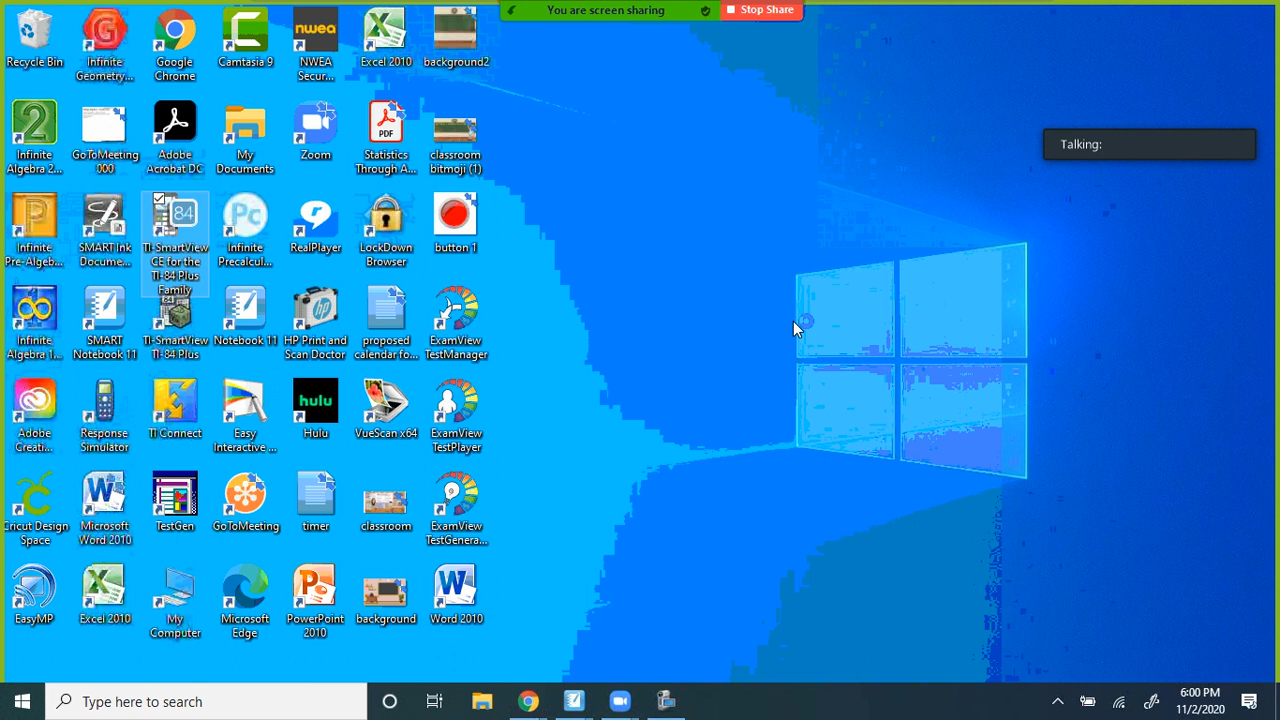 You are screen sharing
Stop Share
Talking:
Recycle Bin
Infinite
Geometry...
Google
Chrome
Camtasia 9
nwea
NWEA
Secur...
Excel 2010
background2
Infinite
Algebra 2...
GoToMeeting
000
Adobe
Acrobat DC
My
Documents
Zoom
PDF
Statistics
Through A...
classroom
bitmoji (1)
Infinite
Pre-Algeb...
SMART Ink
Docume...
84
TI-SmartView
CE for the
TI-84 Plus
Family
Pc
Infinite
Precalcul...
RealPlayer
LockDown
Browser
button 1
Infinite
Algebra 1...
SMART
Notebook 11
84
TI-SmartView
TI-84 Plus
Notebook 11
HP Print and
Scan Doctor
proposed
calendar fo...
ExamView
TestManager
Adobe
Creati...
Response
Simulator
TI Connect
Easy
Interactive ...
hulu
Hulu
VueScan x64
ExamView
TestPlayer
Cricut Design
Space
Microsoft
Word 2010
TestGen
GoToMeeting
timer
classroom
ExamView
TestGenera...
EasyMP
Excel 2010
My
Computer
Microsoft
Edge
PowerPoint
2010
background
Word 2010
Type here to search
6:00 PM
11/2/2020